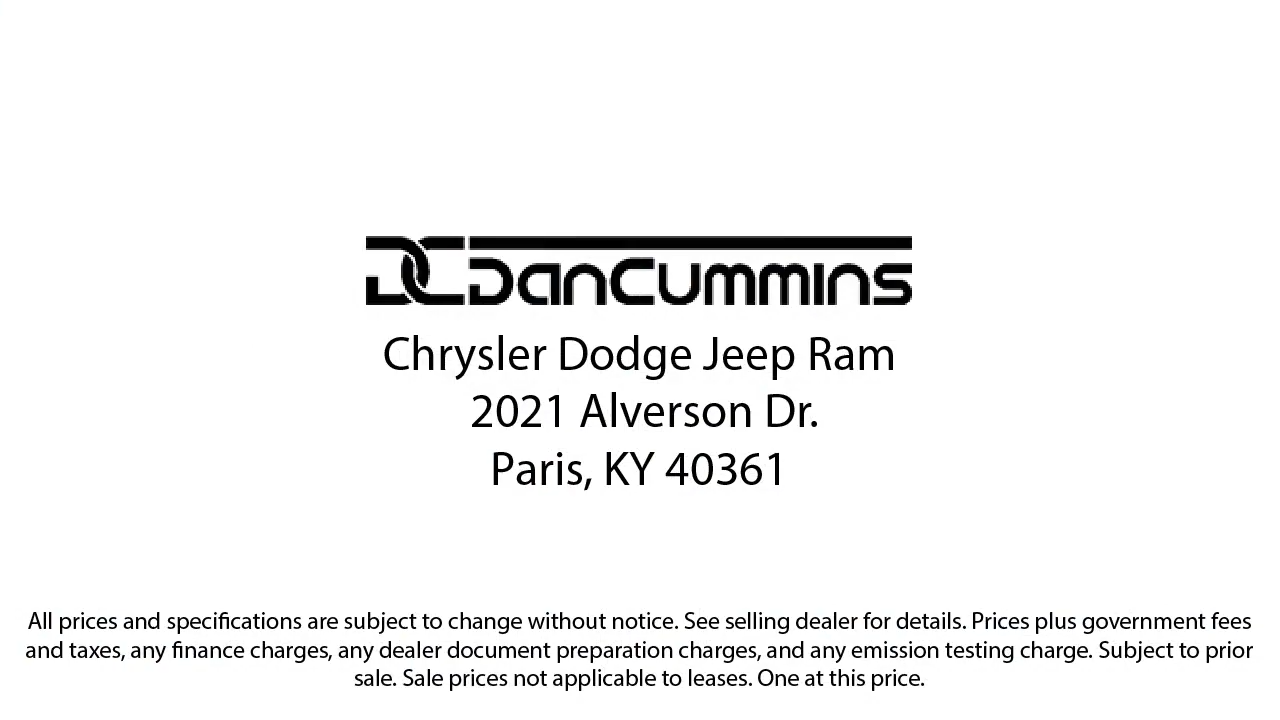 DC DanCummins
Chrysler Dodge Jeep Ram
2021 Alverson Dr.
Paris, KY 40361
All prices and specifications are subject to change without notice. See selling dealer for details. Prices plus government fees
and taxes, any finance charges, any dealer document preparation charges, and any emission testing charge. Subject to prior
sale. Sale prices not applicable to leases. One at this price.